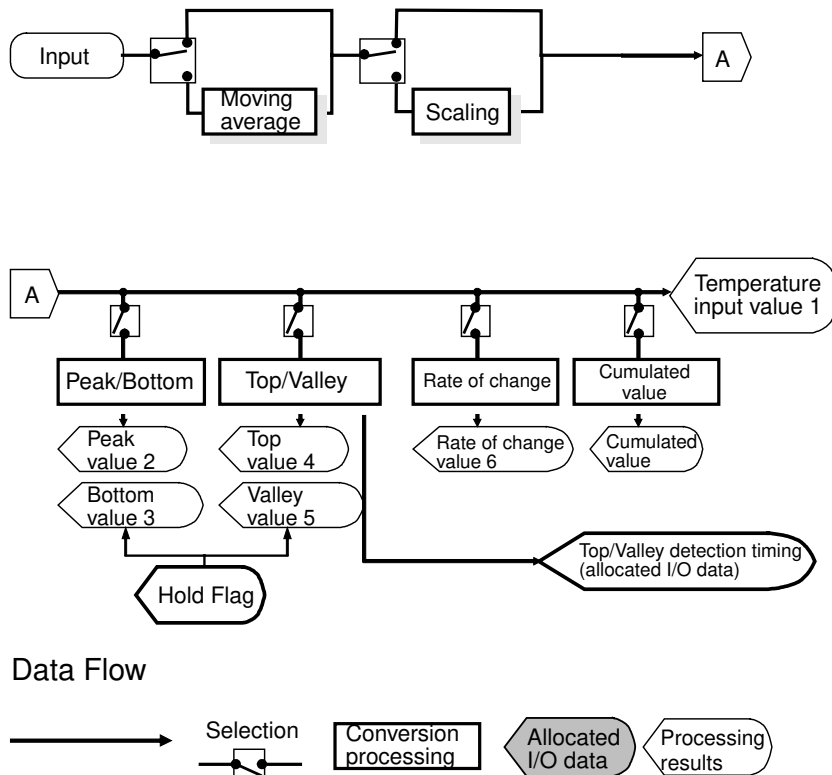 Input
Moving
average
Scaling
A
A
Temperature
input value 1
Peak/Bottom
Top/Valley
Rate of change
Cumulated
value
Peak
value 2
Top
value 4
Rate of change
value 6
Cumulated
value
Bottom
value 3
Valley
value 5
Top/Valley detection timing
(allocated I/O data)
Hold Flag
Data Flow
Selection
Conversion
processing
Allocated
I/O data
Processing
results